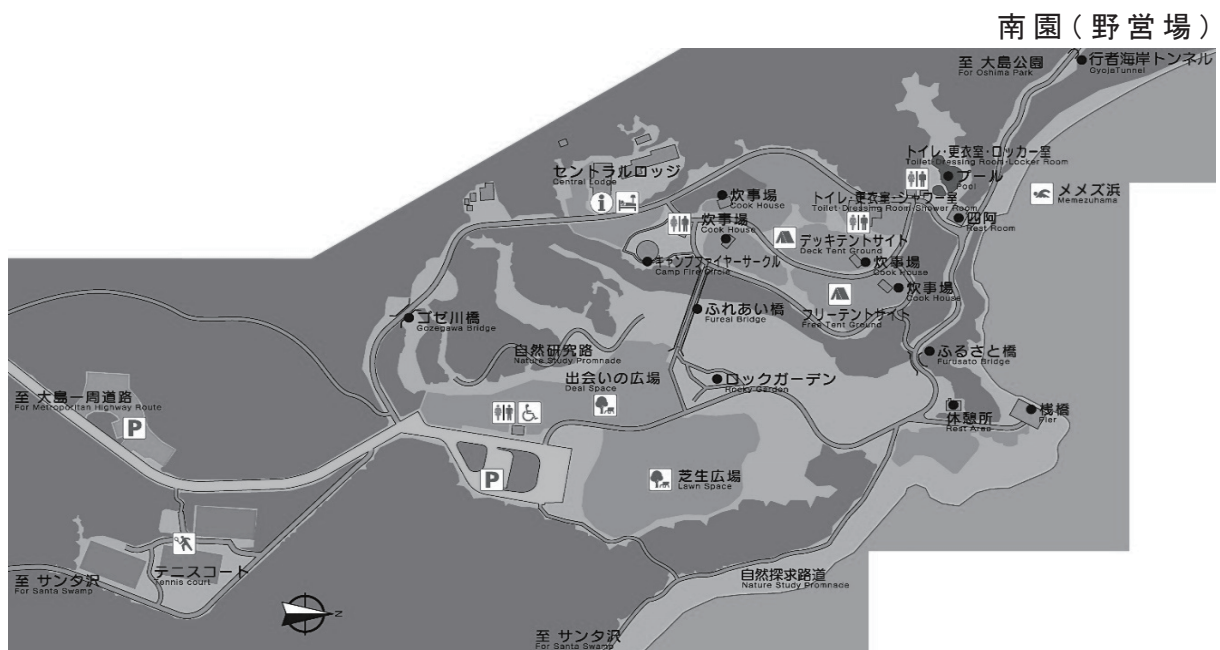 南園(野営場)
至 大島公園
For Oshima Park
行者海岸トンネル
GyojaTunnel
トイレ・更衣室・ロッカー室
Toilet・Dressing Room・Locker Room
プール
Pool
メメズ浜
Memezuhama
セントラルロッジ
Central Lodge
炊事場
Cook House
トイレ・更衣室・シャワー室
Toilet・Dressing Room・Shower Room
四阿
Rest Room
炊事場
Cook House
デッキテントサイト
Deck Tent Ground
キャンプファイヤーサークル
Camp Fire Circle
炊事場
Cook House
炊事場
Cook House
フリーテントサイト
Free Tent Ground
ゴゼ川橋
Gozegawa Bridge
ふれあい橋
Fureai Bridge
自然研究路
Nature Study Promnade
ふるさと橋
Furusato Bridge
出会いの広場
Deal Space
ロックガーデン
Rocky Garden
至 大島一周道路
For Metropolitan Highway Route
P
休憩所
Rest Area
桟橋
Pier
P
芝生広場
Lawn Space
テニスコート
Tennis court
至 サンタ沢
For Santa Swamp
自然探求路道
Nature Study Promnade
N
至 サンタ沢
For Santa Swamp